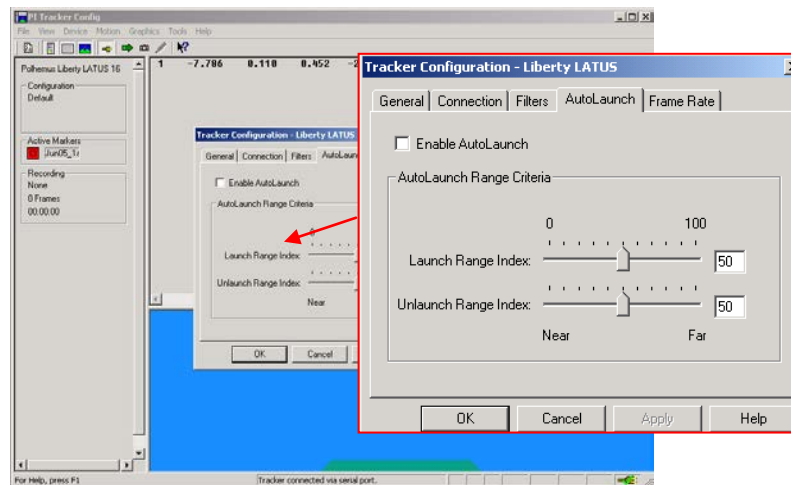 PI Tracker Config
File View Device Motion Graphics Tools Help
Polhemus Liberty LATUS 16
Configuration
Default
Active Markers
Jun05_1r
Recording
None
0 Frames
00:00:00
1 -7.786 0.110 0.452
Tracker Configuration - Liberty LATUS
General Connection Filters AutoLaun
Enable AutoLaunch
AutoLaunch Range Criteria
0
Launch Range Index:
Unlaunch Range Index:
Near
OK Cancel
Tracker Configuration - Liberty LATUS
General Connection Filters AutoLaunch Frame Rate
Enable AutoLaunch
AutoLaunch Range Criteria
0 100
Launch Range Index: 50
Unlaunch Range Index: 50
Near Far
OK Cancel Apply Help
For Help, press F1
Tracker connected via serial port.